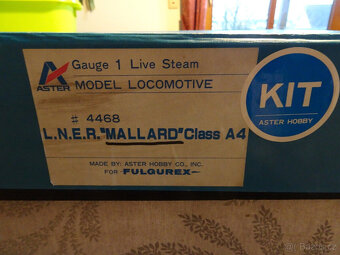 Gauge 1 Live Steam
ASTER
MODEL LOCOMOTIVE
# 4468
L.N.E.R. "MALLARD" Class A4
MADE BY: ASTER HOBBY CO., INC.
FOR FULGUREX
KIT
ASTER HOBBY